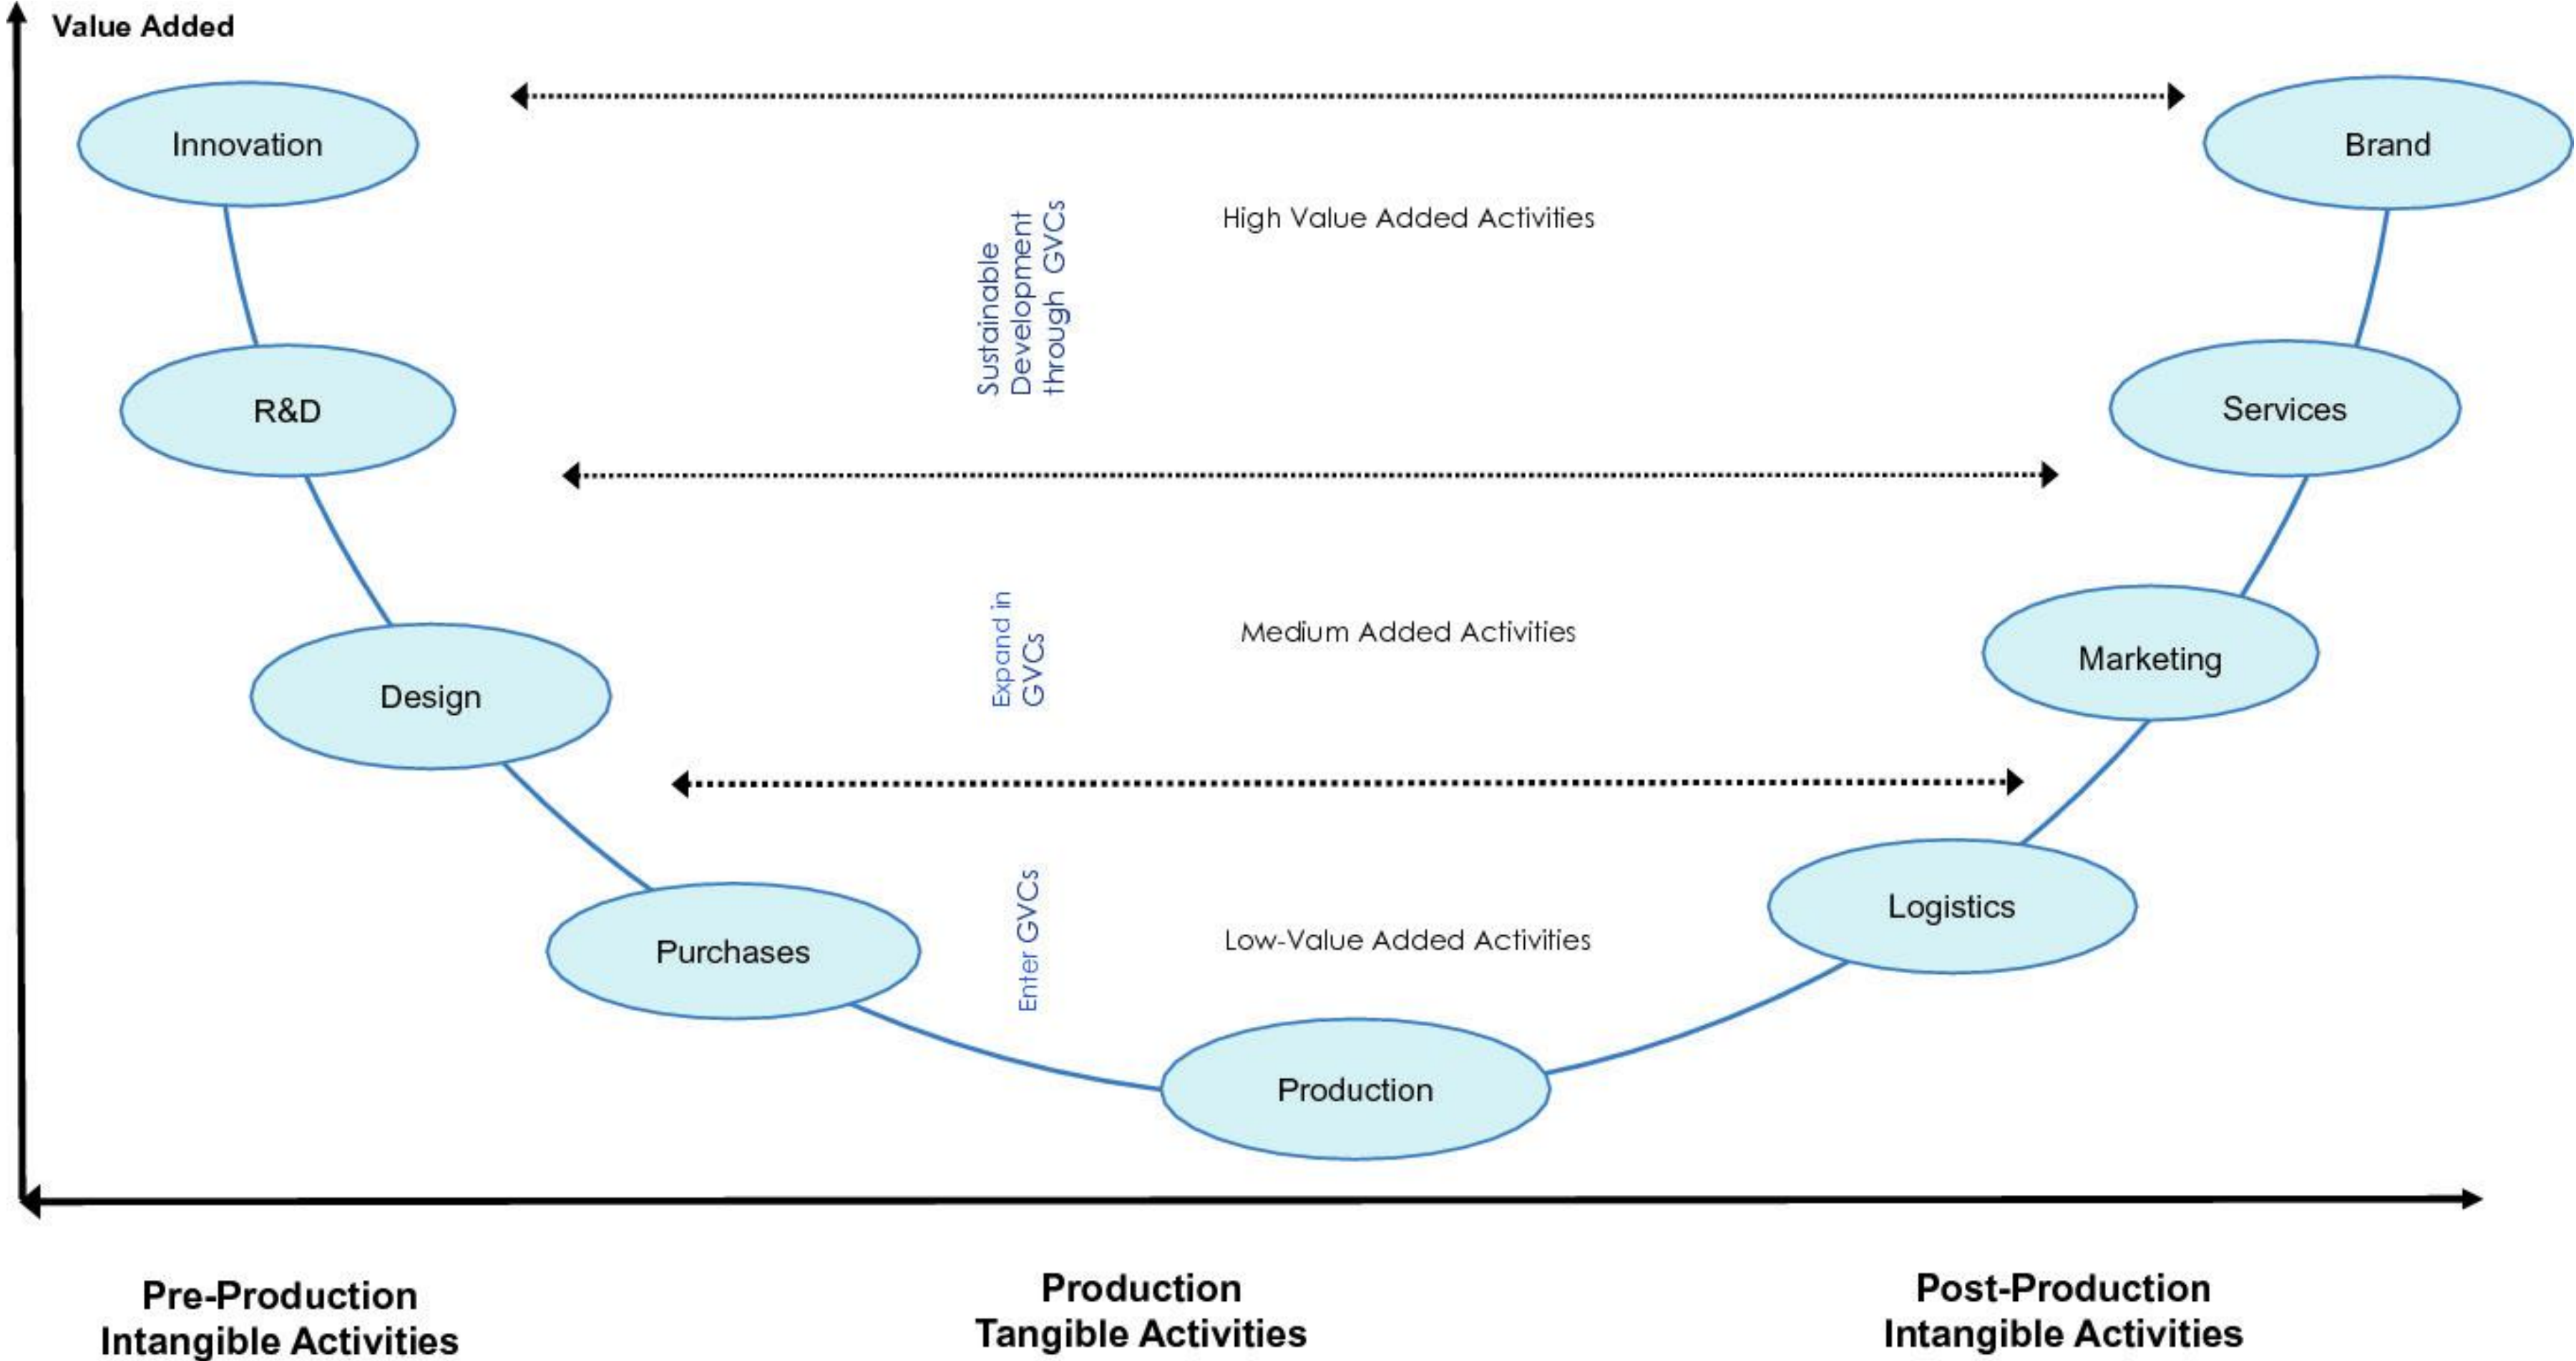 Value Added
Innovation
Brand
High Value Added Activities
Sustainable
Development
through GVCs
R&D
Services
Expand in
GVCs
Medium Added Activities
Marketing
Design
Enter GVCs
Low-Value Added Activities
Logistics
Purchases
Production
Pre-Production
Intangible Activities
Production
Tangible Activities
Post-Production
Intangible Activities